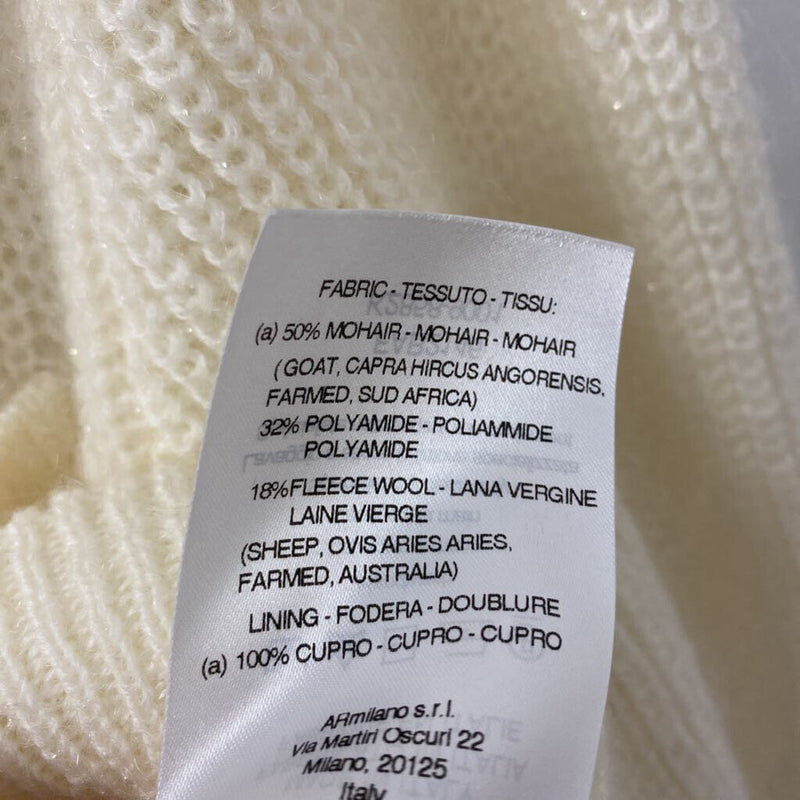 FABRIC - TESSUTO - TISSU:
(a) 50% MOHAIR - MOHAIR - MOHAIR
(GOAT, CAPRA HIRCUS ANGORENSIS,
FARMED, SUD AFRICA)
32% POLYAMIDE - POLIAMMIDE
POLYAMIDE
18%FLEECE WOOL - LANA VERGINE
LAINE VIERGE
(SHEEP, OVIS ARIES ARIES,
FARMED, AUSTRALIA)
LINING - FODERA - DOUBLURE
(a) 100% CUPRO - CUPRO - CUPRO
ARmilano s.r.l.
Via Martiri Oscuri 22
Milano, 20125
Italy